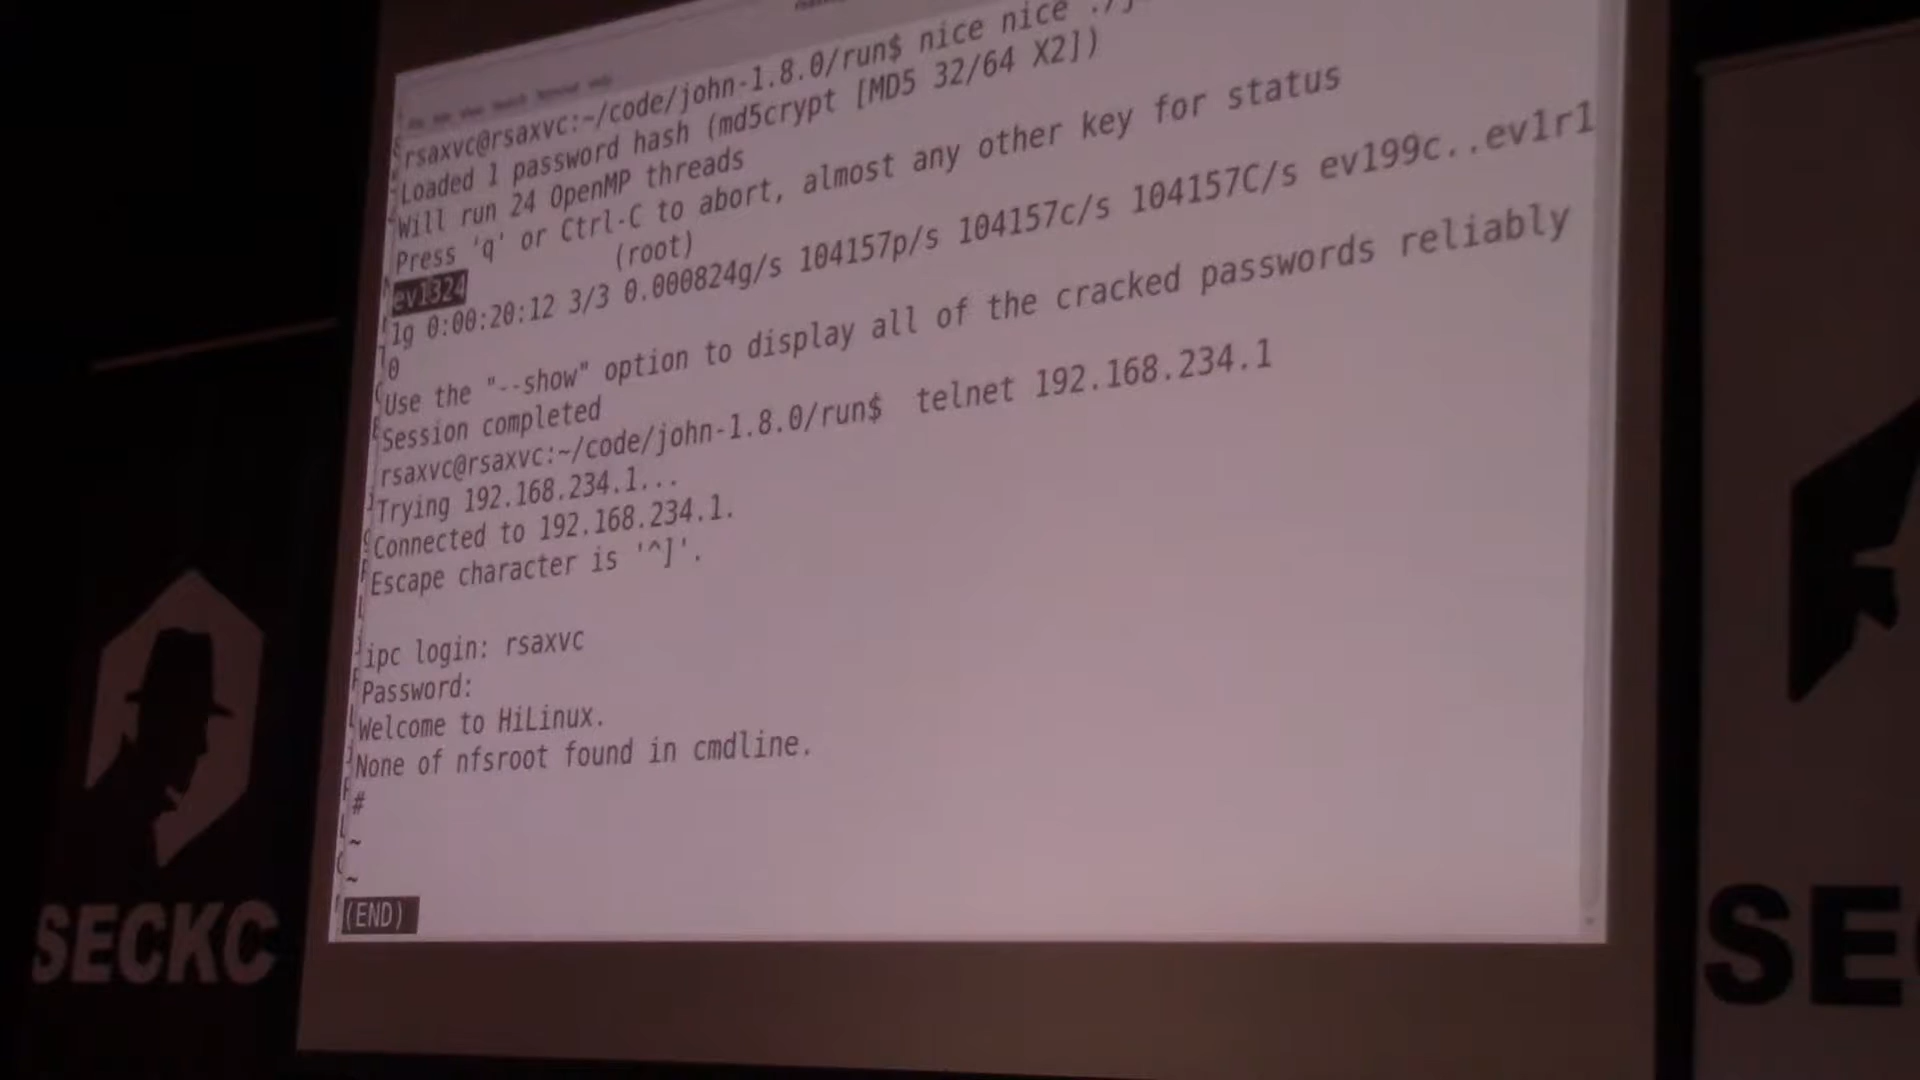 rsaxvc@rsaxvc:~/code/john-1.8.0/run$ nice nice
Loaded 1 password hash (md5crypt [MD5 32/64 X2])
Will run 24 OpenMP threads
Press 'q' or Ctrl-C to abort, almost any other key for status
ev1324 (root)
1g 0:00:20:12 3/3 0.000824g/s 104157p/s 104157c/s 104157C/s ev199c..ev1r1
0
Use the "--show" option to display all of the cracked passwords reliably
Session completed
rsaxvc@rsaxvc:~/code/john-1.8.0/run$ telnet 192.168.234.1
Trying 192.168.234.1...
Connected to 192.168.234.1.
Escape character is '^]'.
ipc login: rsaxvc
Password:
Welcome to HiLinux.
None of nfsroot found in cmdline.
#
~
~
(END)
SECKC
SE